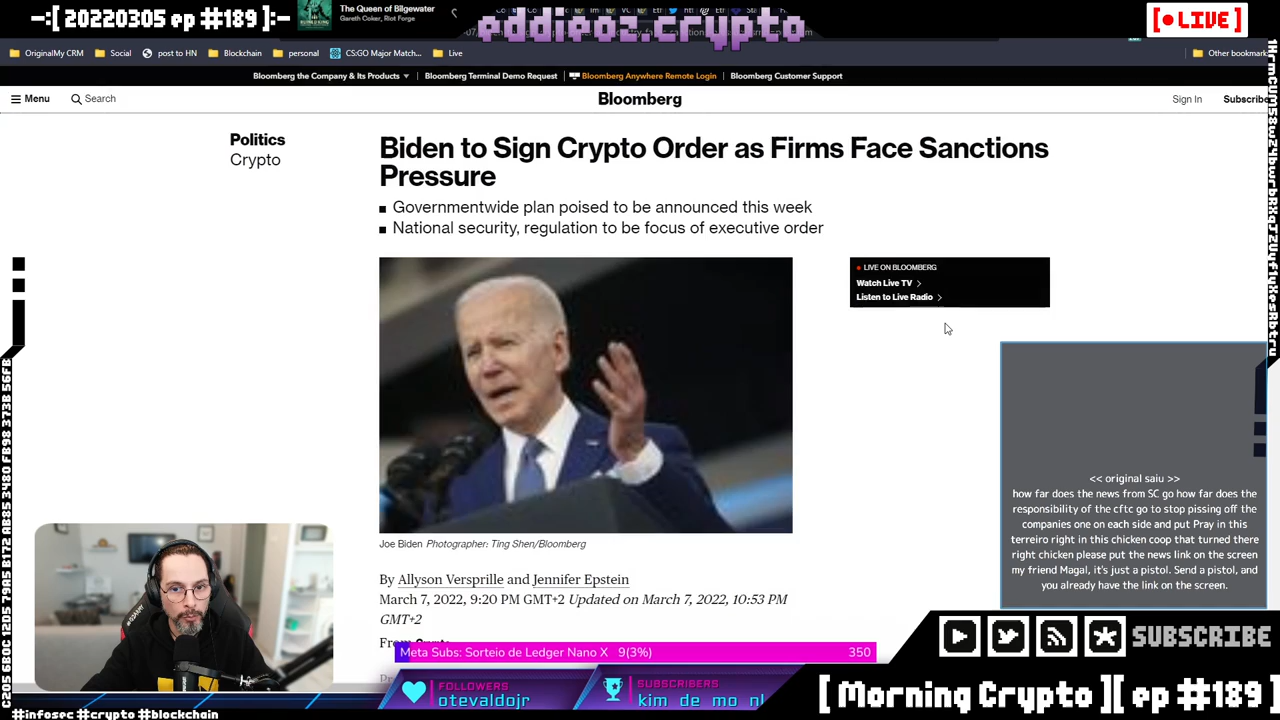 [ 20220305 ep #189 ]
The Queen of Bilgewater
Gareth Coker, Riot Forge
eddieoz.crypto
[ LIVE ]
OriginalMy CRM
Social
post to HN
Blockchain
personal
CS:GO Major Match...
Live
Other bookmark
Bloomberg the Company & Its Products
Bloomberg Terminal Demo Request
Bloomberg Anywhere Remote Login
Bloomberg Customer Support
Menu
Search
Bloomberg
Sign In
Subscribe
Politics
Crypto
Biden to Sign Crypto Order as Firms Face Sanctions
Pressure
Governmentwide plan poised to be announced this week
National security, regulation to be focus of executive order
LIVE ON BLOOMBERG
Watch Live TV
Listen to Live Radio
Joe Biden Photographer: Ting Shen/Bloomberg
By Allyson Versprille and Jennifer Epstein
March 7, 2022, 9:20 PM GMT+2 Updated on March 7, 2022, 10:53 PM
GMT+2
<< original saiu >>
how far does the news from SC go how far does the
responsibility of the cftc go to stop pissing off the
companies one on each side and put Pray in this
terreiro right in this chicken coop that turned there
right chicken please put the news link on the screen
my friend Magal, it's just a pistol. Send a pistol, and
you already have the link on the screen.
Meta Subs: Sorteio de Ledger Nano X 9(3%) 350
FOLLOWERS
otevaldojr
SUBSCRIBERS
kim de mo nl
SUBSCRIBE
[ Morning Crypto ][ ep #189 ]
#infosec #crypto #blockchain